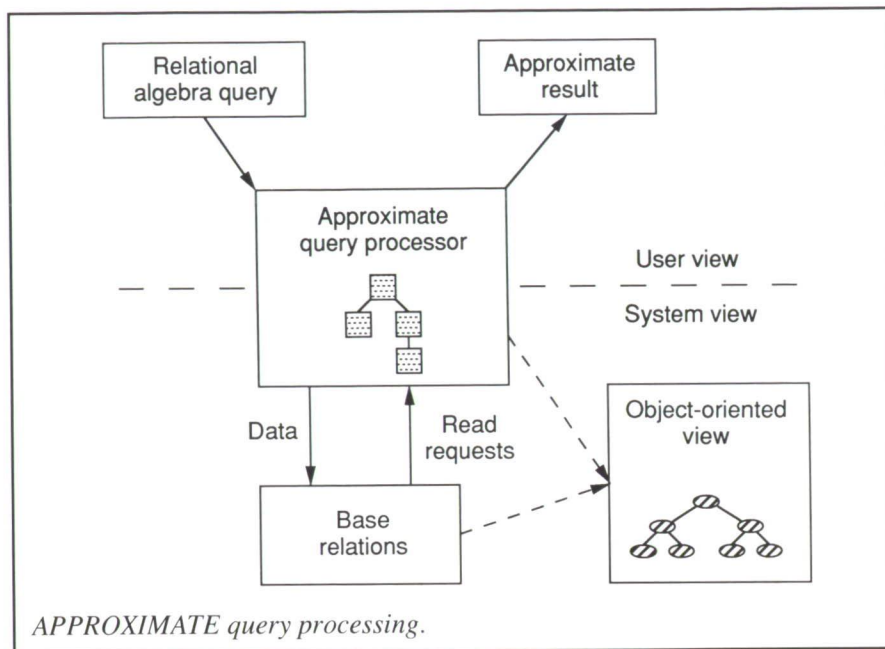 Relational
algebra query
Approximate
result
Approximate
query processor
User view
System view
Data
Read
requests
Object-oriented
view
Base
relations
APPROXIMATE query processing.